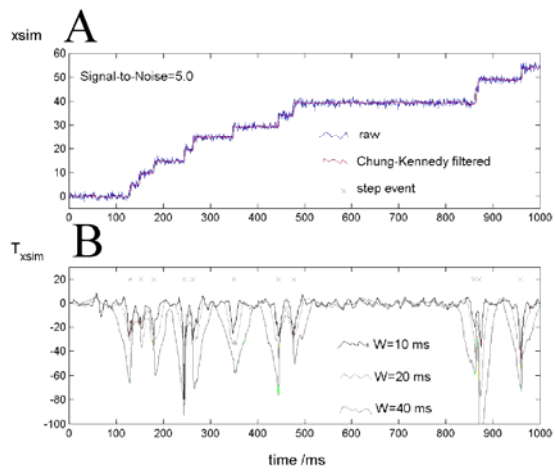 xsim
A
60
50
40
30
20
10
0
Signal-to-Noise=5.0
raw
Chung-Kennedy filtered
× step event
0 100 200 300 400 500 600 700 800 900 1000
T xsim
B
20
0
-20
-40
-60
-80
-100
W=10 ms
W=20 ms
W=40 ms
0 100 200 300 400 500 600 700 800 900 1000
time /ms